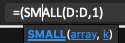 =(SMALL(D:D,1)
SMALL(array, k)